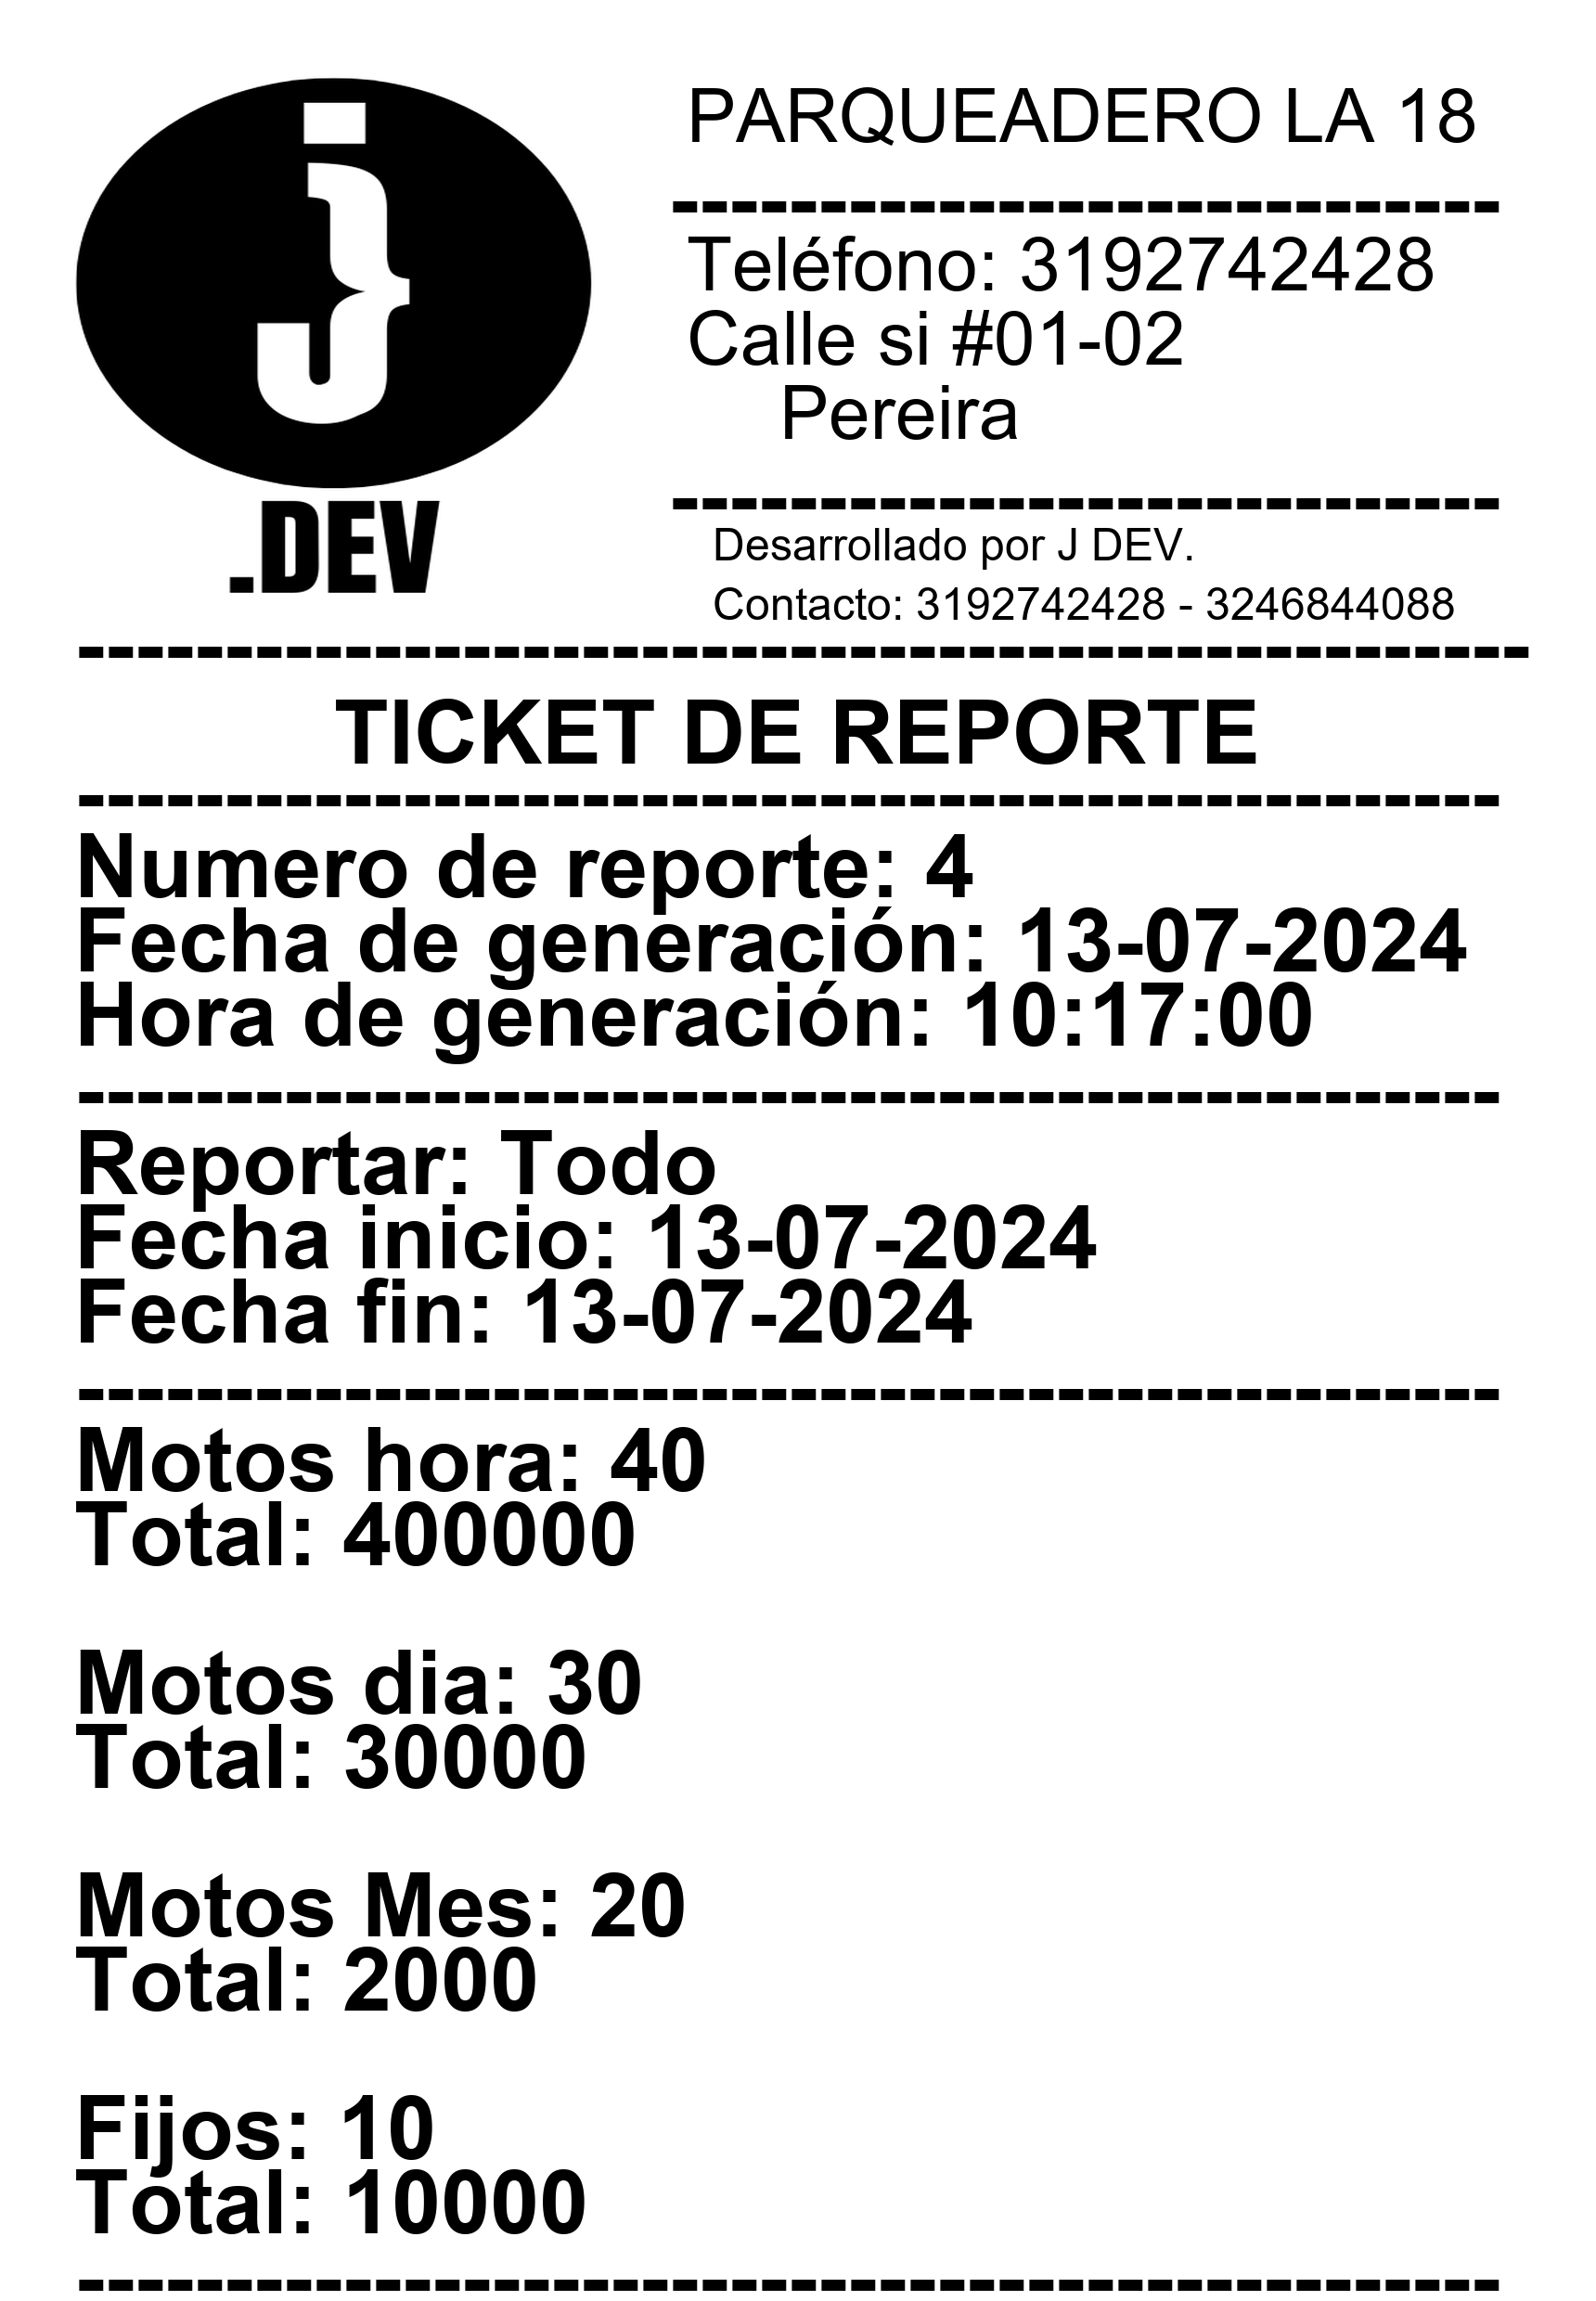 j
.DEV
PARQUEADERO LA 18
---------------------------
Teléfono: 3192742428
Calle si #01-02
Pereira
---------------------------
Desarrollado por J DEV.
Contacto: 3192742428 - 3246844088
-------------------------------------------------
TICKET DE REPORTE
------------------------------------------------
Numero de reporte: 4
Fecha de generación: 13-07-2024
Hora de generación: 10:17:00
------------------------------------------------
Reportar: Todo
Fecha inicio: 13-07-2024
Fecha fin: 13-07-2024
------------------------------------------------
Motos hora: 40
Total: 400000
Motos dia: 30
Total: 30000
Motos Mes: 20
Total: 2000
Fijos: 10
Total: 10000
------------------------------------------------